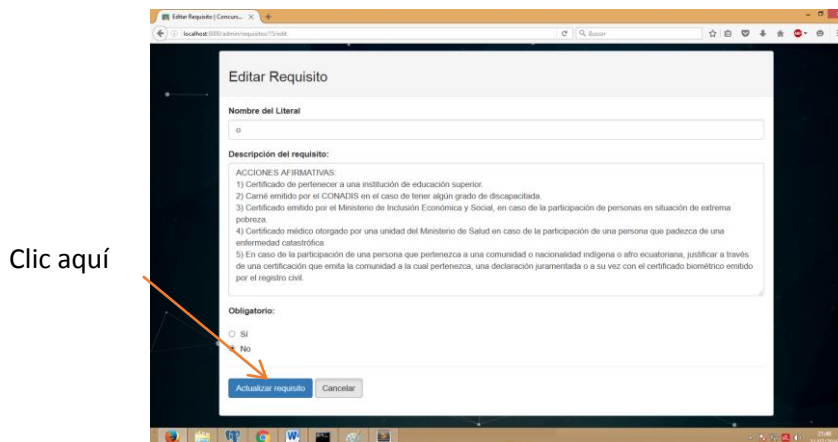 Editar Requisito | Concurs...
localhost:8000/admin/requisitos/15/edit
Buscar
Editar Requisito
Nombre del Literal
o
Descripción del requisito:
ACCIONES AFIRMATIVAS:
1) Certificado de pertenecer a una institución de educación superior.
2) Carné emitido por el CONADIS en el caso de tener algún grado de discapacitada.
3) Certificado emitido por el Ministerio de Inclusión Económica y Social, en caso de la participación de personas en situación de extrema
pobreza.
4) Certificado médico otorgado por una unidad del Ministerio de Salud en caso de la participación de una persona que padezca de una
enfermedad catastrófica
5) En caso de la participación de una persona que pertenezca a una comunidad o nacionalidad indígena o afro ecuatoriana, justificar a través
de una certificación que emita la comunidad a la cual pertenezca, una declaración juramentada o a su vez con el certificado biométrico emitido
por el registro civil.
Clic aquí
Obligatorio:
Sí
No
Actualizar requisito Cancelar